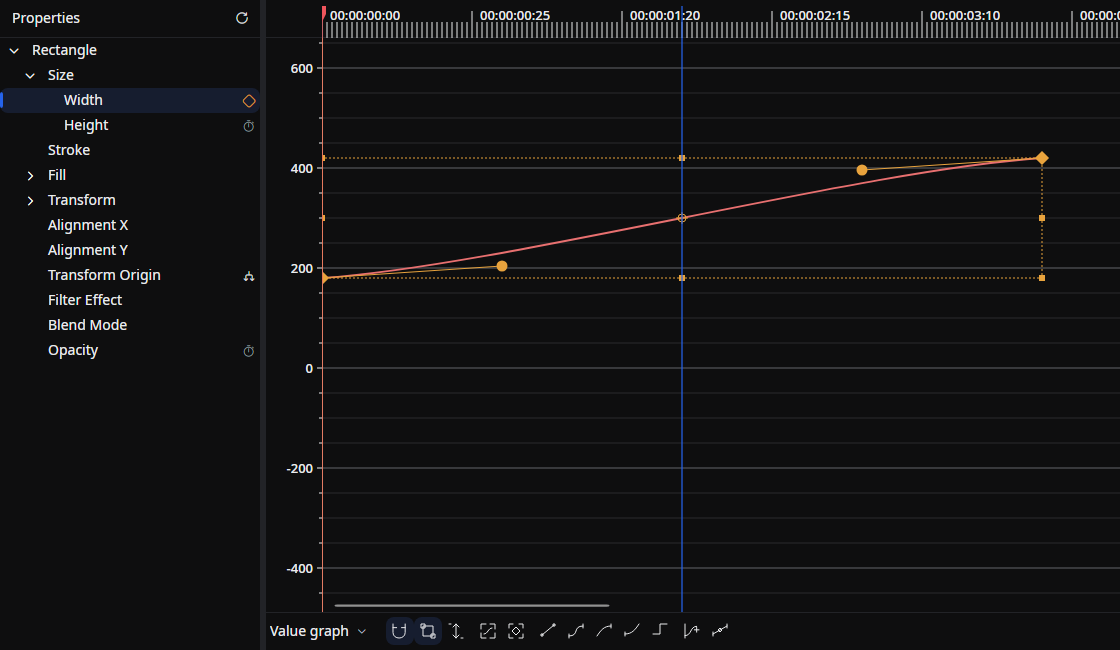 Properties
Rectangle
Size
Width
Height
Stroke
Fill
Transform
Alignment X
Alignment Y
Transform Origin
Filter Effect
Blend Mode
Opacity
00:00:00:00 00:00:00:25 00:00:01:20 00:00:02:15 00:00:03:10 00:00:0
600
400
200
0
-200
-400
Value graph